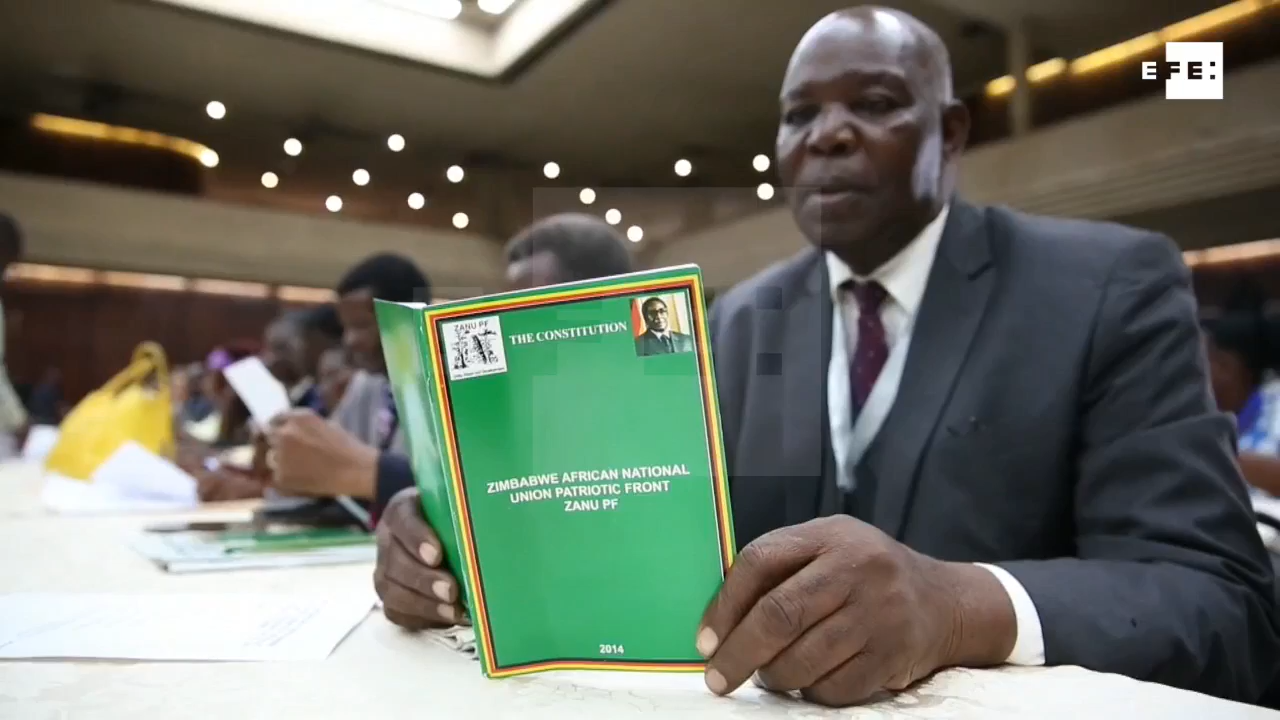 EFE:
ZANU PF
THE CONSTITUTION
ZIMBABWE AFRICAN NATIONAL
UNION PATRIOTIC FRONT
ZANU PF
2014